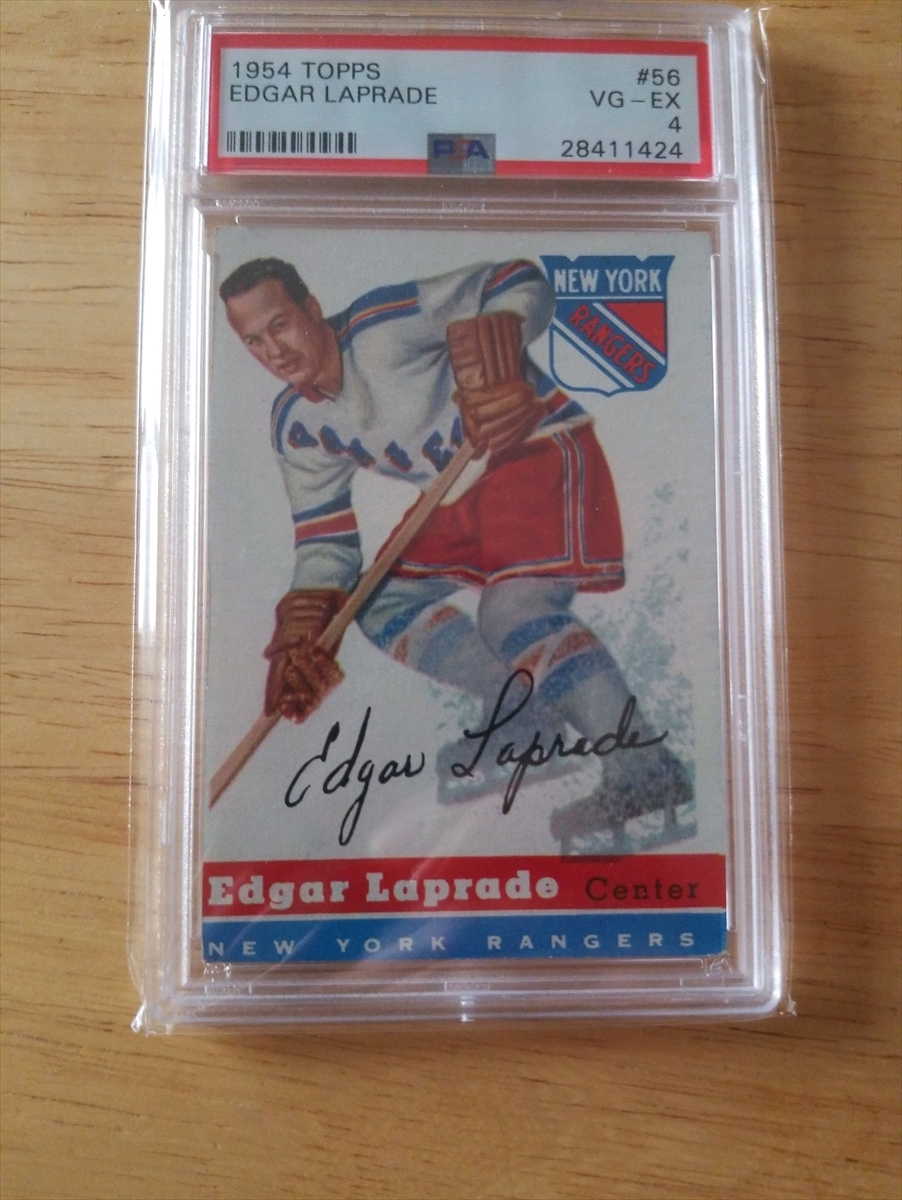 1954 TOPPS #56
EDGAR LAPRADE VG-EX
4
PSA 28411424
NEW YORK
RANGERS
Edgar Laprade
Edgar Laprade Center
NEW YORK RANGERS